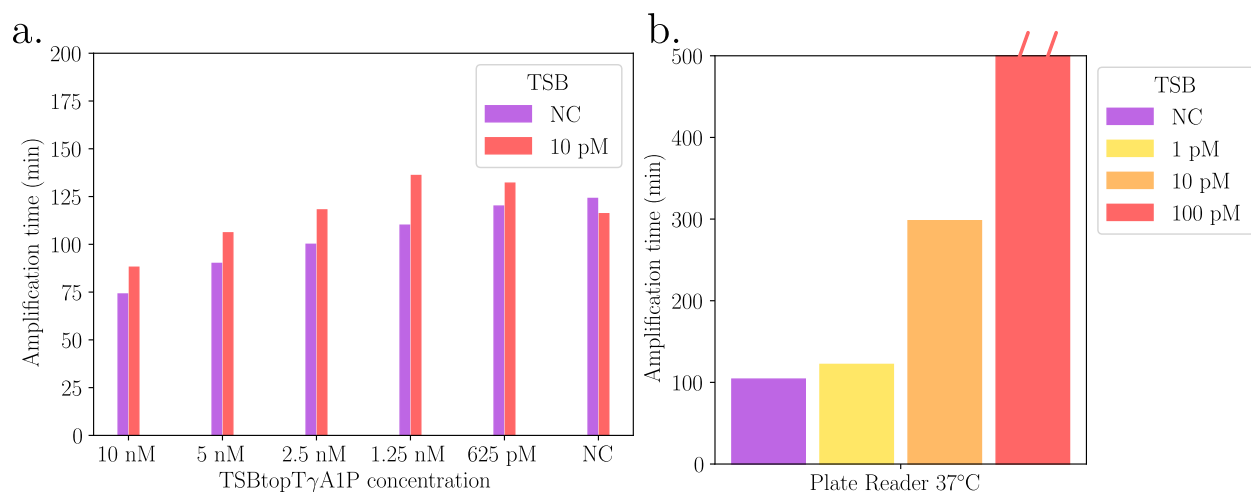 a.
200
175
150
125
100
75
50
25
0
Amplification time (min)
TSB
NC
10 pM
10 nM
5 nM
2.5 nM
1.25 nM
625 pM
NC
TSBtopTγA1P concentration
b.
500
400
300
200
100
0
Amplification time (min)
Plate Reader 37°C
TSB
NC
1 pM
10 pM
100 pM